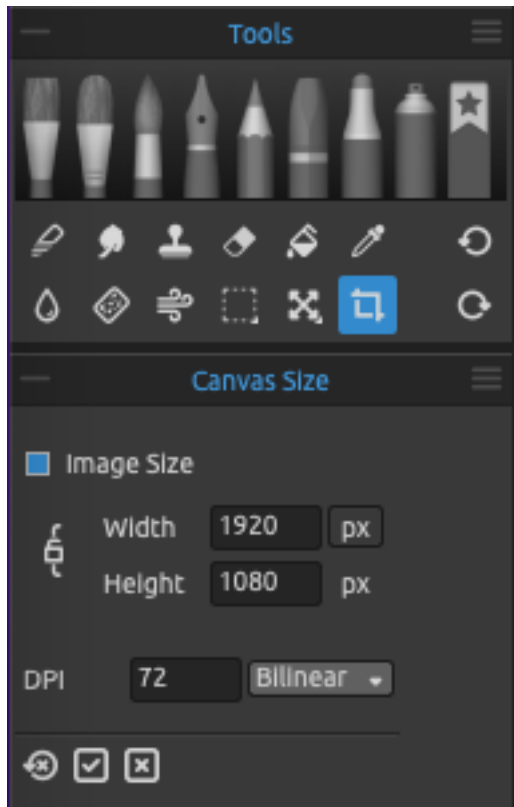 Tools
Canvas Size
Image Size
Width 1920 px
Height 1080 px
DPI 72 Bilinear